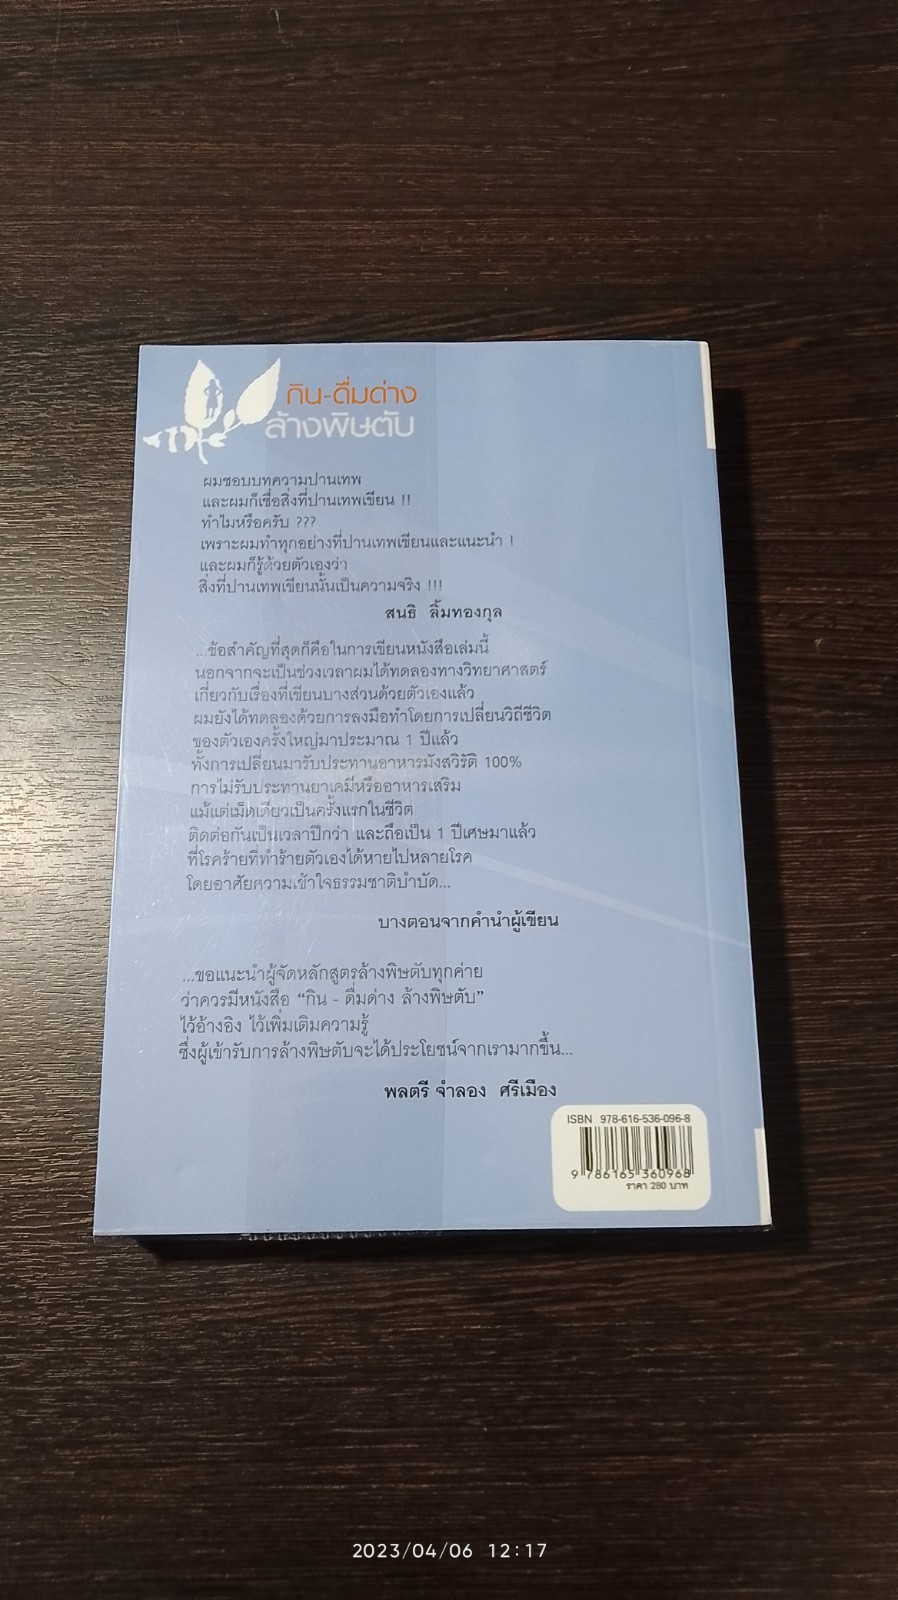 กิน-ดื่มด่าง
ล้างพิษตับ
ผมชอบบทความปานเทพ
และผมก็เชื่อสิ่งที่ปานเทพเขียน !!
ทำไมหรือครับ ???
เพราะผมทำทุกอย่างที่ปานเทพเขียนและแนะนำ !
และผมก็รู้ด้วยตัวเองว่า
สิ่งที่ปานเทพเขียนนั้นเป็นความจริง !!!
สนธิ ลิ้มทองกุล
...ข้อสำคัญที่สุดก็คือในการเขียนหนังสือเล่มนี้
นอกจากจะเป็นช่วงเวลาผมได้ทดลองทางวิทยาศาสตร์
เกี่ยวกับเรื่องที่เขียนบางส่วนด้วยตัวเองแล้ว
ผมยังได้ทดลองด้วยการลงมือทำโดยการเปลี่ยนวิถีชีวิต
ของตัวเองครั้งใหญ่มาประมาณ 1 ปีแล้ว
ทั้งการเปลี่ยนมารับประทานอาหารมังสวิรัติ 100%
การไม่รับประทานยาเคมีหรืออาหารเสริม
แม้แต่เม็ดเดียวเป็นครั้งแรกในชีวิต
ติดต่อกันเป็นเวลาปีกว่า และถือเป็น 1 ปีเศษมาแล้ว
ที่โรคร้ายที่ทำร้ายตัวเองได้หายไปหลายโรค
โดยอาศัยความเข้าใจธรรมชาติบำบัด...
บางตอนจากคำนำผู้เขียน
...ขอแนะนำผู้จัดหลักสูตรล้างพิษตับทุกค่าย
ว่าควรมีหนังสือ “กิน - ดื่มด่าง ล้างพิษตับ”
ไว้อ้างอิง ไว้เพิ่มเติมความรู้
ซึ่งผู้เข้ารับการล้างพิษตับจะได้ประโยชน์จากเรามากขึ้น...
พลตรี จำลอง ศรีเมือง
ISBN 978-616-536-096-8
9 786165 360968
ราคา 280 บาท
2023/04/06 12:17